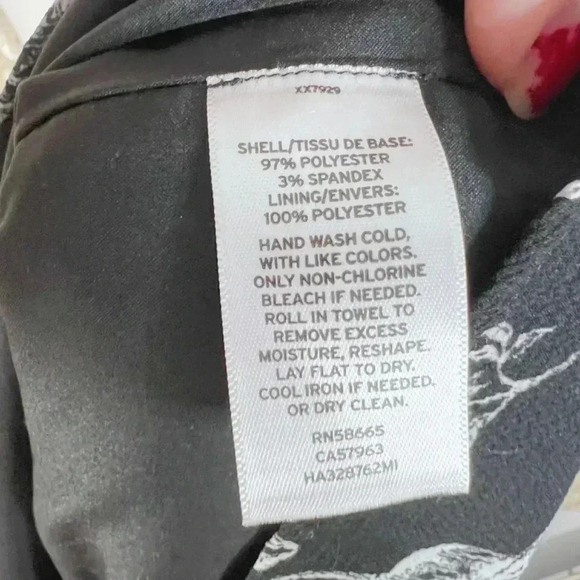 XX7929
SHELL/TISSU DE BASE:
97% POLYESTER
3% SPANDEX
LINING/ENVERS:
100% POLYESTER
HAND WASH COLD,
WITH LIKE COLORS.
ONLY NON-CHLORINE
BLEACH IF NEEDED.
ROLL IN TOWEL TO
REMOVE EXCESS
MOISTURE, RESHAPE.
LAY FLAT TO DRY.
COOL IRON IF NEEDED.
OR DRY CLEAN.
RN58665
CA57963
HA328762MI